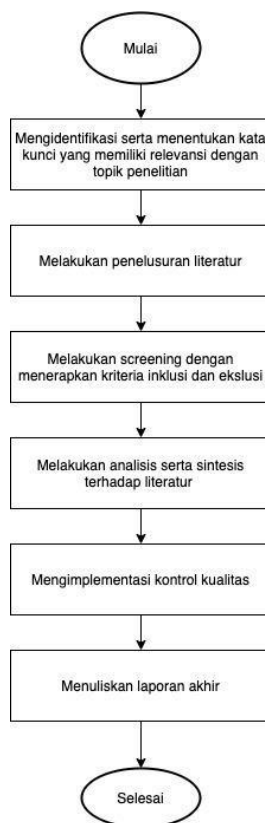 Mulai
Mengidentifikasi serta menentukan kata
kunci yang memiliki relevansi dengan
topik penelitian
Melakukan penelusuran literatur
Melakukan screening dengan
menerapkan kriteria inklusi dan ekslusi
Melakukan analisis serta sintesis
terhadap literatur
Mengimplementasi kontrol kualitas
Menuliskan laporan akhir
Selesai